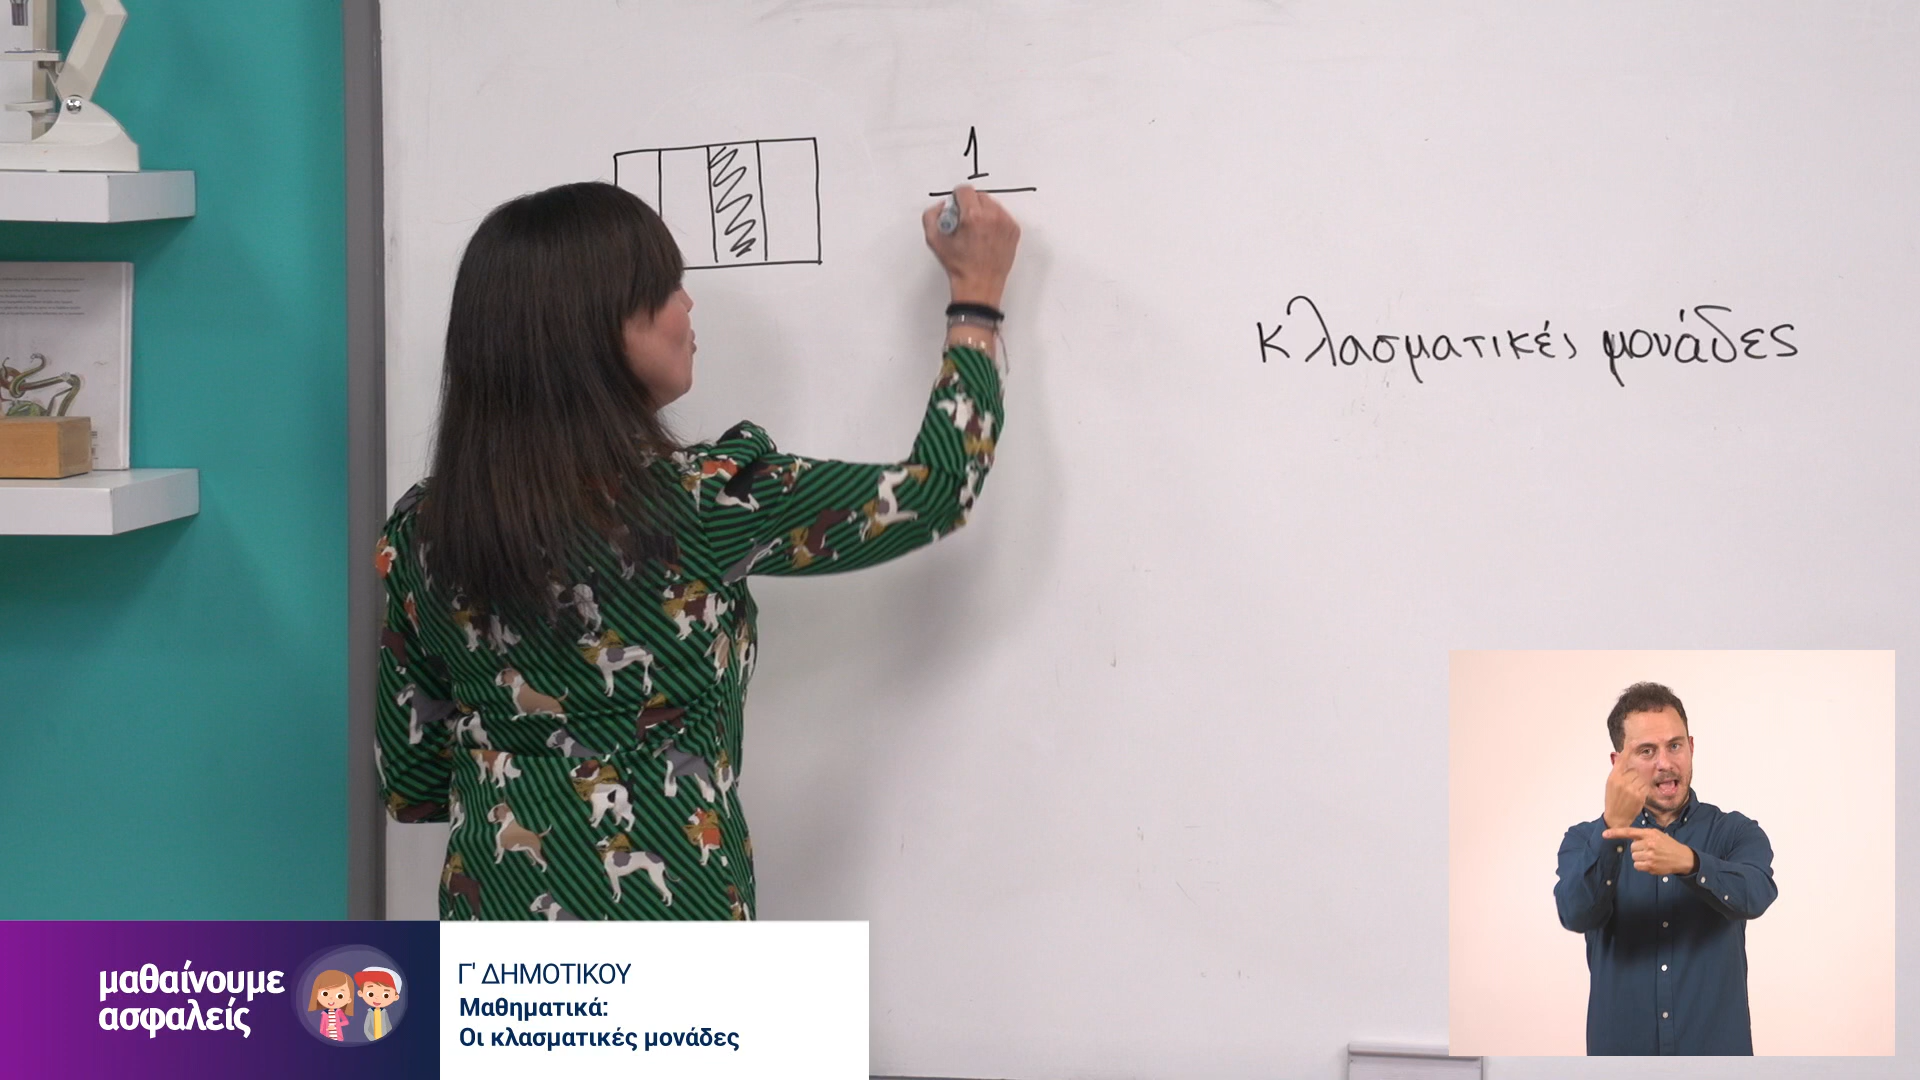 1
κλασματικές μονάδες
μαθαίνουμε
ασφαλείς
Γ' ΔΗΜΟΤΙΚΟΥ
Μαθηματικά:
Οι κλασματικές μονάδες